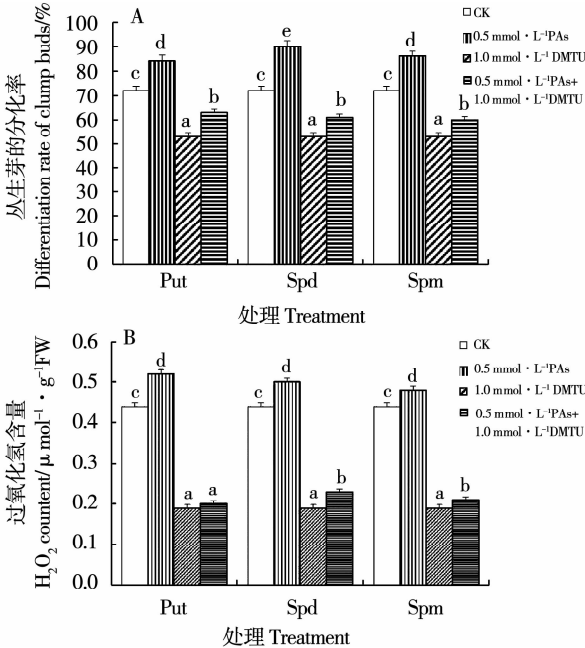 A
从生芽的分化率
Differentiation rate of clump buds/%
100
90
80
70
60
50
40
30
20
10
0
c d a b
c e a b
c d a b
Put Spd Spm
处理 Treatment
CK
0.5 mmol·L⁻¹PAs
1.0 mmol·L⁻¹ DMTU
0.5 mmol·L⁻¹PAs+
1.0 mmol·L⁻¹DMTU
B
过氧化氢含量
H₂O₂ countent/μ mol⁻¹·g⁻¹FW
0.6
0.5
0.4
0.3
0.2
0.1
0.0
c d a a
c d a b
c d a b
Put Spd Spm
处理 Treatment
CK
0.5 mmol·L⁻¹PAs
1.0 mmol·L⁻¹ DMTU
0.5 mmol·L⁻¹PAs+
1.0 mmol·L⁻¹DMTU